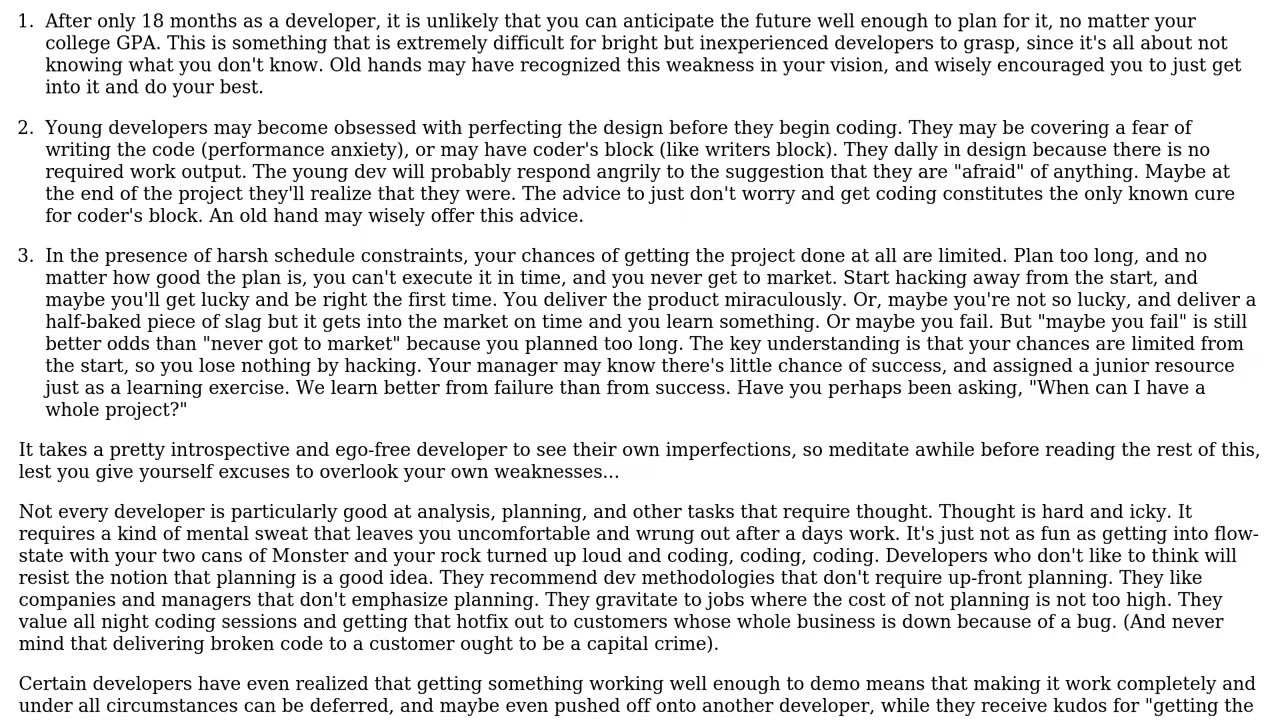 1. After only 18 months as a developer, it is unlikely that you can anticipate the future well enough to plan for it, no matter your
college GPA. This is something that is extremely difficult for bright but inexperienced developers to grasp, since it's all about not
knowing what you don't know. Old hands may have recognized this weakness in your vision, and wisely encouraged you to just get
into it and do your best.
2. Young developers may become obsessed with perfecting the design before they begin coding. They may be covering a fear of
writing the code (performance anxiety), or may have coder's block (like writers block). They dally in design because there is no
required work output. The young dev will probably respond angrily to the suggestion that they are "afraid" of anything. Maybe at
the end of the project they'll realize that they were. The advice to just don't worry and get coding constitutes the only known cure
for coder's block. An old hand may wisely offer this advice.
3. In the presence of harsh schedule constraints, your chances of getting the project done at all are limited. Plan too long, and no
matter how good the plan is, you can't execute it in time, and you never get to market. Start hacking away from the start, and
maybe you'll get lucky and be right the first time. You deliver the product miraculously. Or, maybe you're not so lucky, and deliver a
half-baked piece of slag but it gets into the market on time and you learn something. Or maybe you fail. But "maybe you fail" is still
better odds than "never got to market" because you planned too long. The key understanding is that your chances are limited from
the start, so you lose nothing by hacking. Your manager may know there's little chance of success, and assigned a junior resource
just as a learning exercise. We learn better from failure than from success. Have you perhaps been asking, "When can I have a
whole project?"
It takes a pretty introspective and ego-free developer to see their own imperfections, so meditate awhile before reading the rest of this,
lest you give yourself excuses to overlook your own weaknesses...
Not every developer is particularly good at analysis, planning, and other tasks that require thought. Thought is hard and icky. It
requires a kind of mental sweat that leaves you uncomfortable and wrung out after a days work. It's just not as fun as getting into flow-
state with your two cans of Monster and your rock turned up loud and coding, coding, coding. Developers who don't like to think will
resist the notion that planning is a good idea. They recommend dev methodologies that don't require up-front planning. They like
companies and managers that don't emphasize planning. They gravitate to jobs where the cost of not planning is not too high. They
value all night coding sessions and getting that hotfix out to customers whose whole business is down because of a bug. (And never
mind that delivering broken code to a customer ought to be a capital crime).
Certain developers have even realized that getting something working well enough to demo means that making it work completely and
under all circumstances can be deferred, and maybe even pushed off onto another developer, while they receive kudos for "getting the